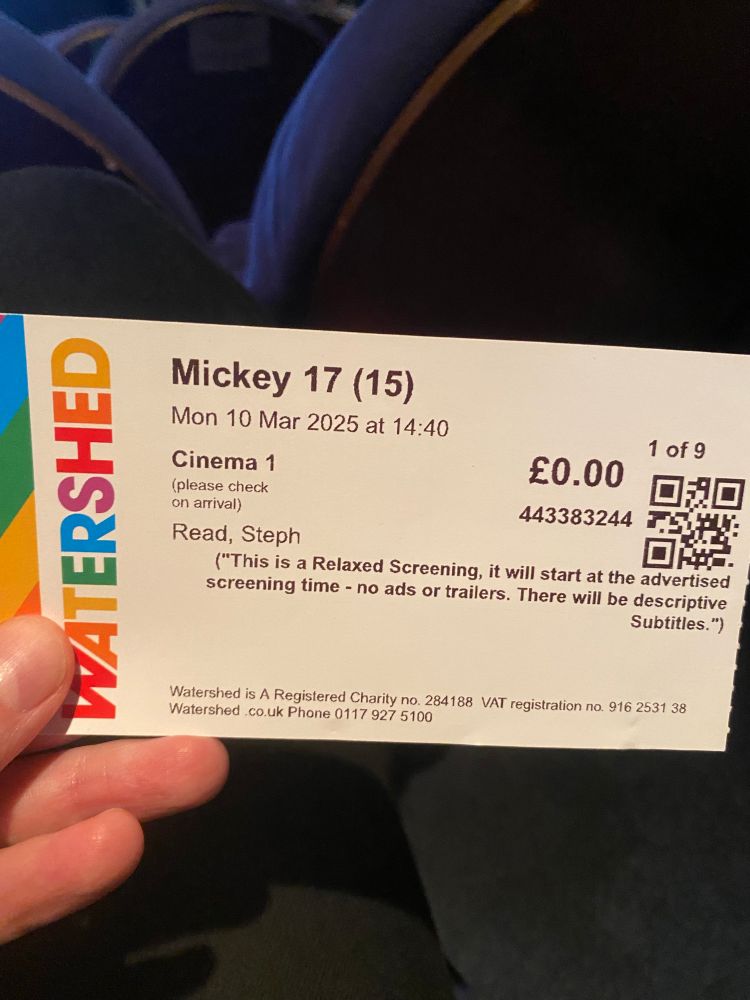 WATERSHED
Mickey 17 (15)
Mon 10 Mar 2025 at 14:40
Cinema 1
(please check
on arrival)
£0.00
1 of 9
443383244
Read, Steph
("This is a Relaxed Screening, it will start at the advertised
screening time - no ads or trailers. There will be descriptive
Subtitles.")
Watershed is A Registered Charity no. 284188 VAT registration no. 916 2531 38
Watershed .co.uk Phone 0117 927 5100